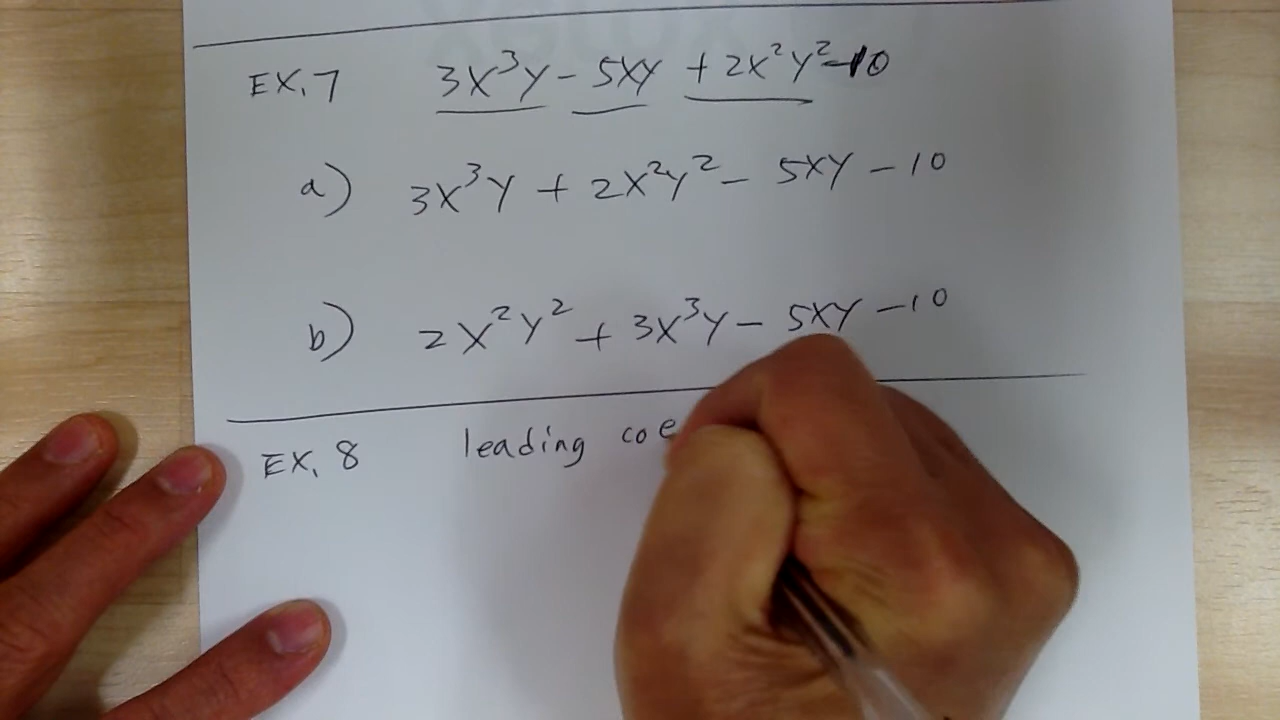 EX. 7 3X³Y - 5XY + 2X²Y² - 10
a) 3X³Y + 2X²Y² - 5XY - 10
b) 2X²Y² + 3X³Y - 5XY - 10
EX. 8 leading coe